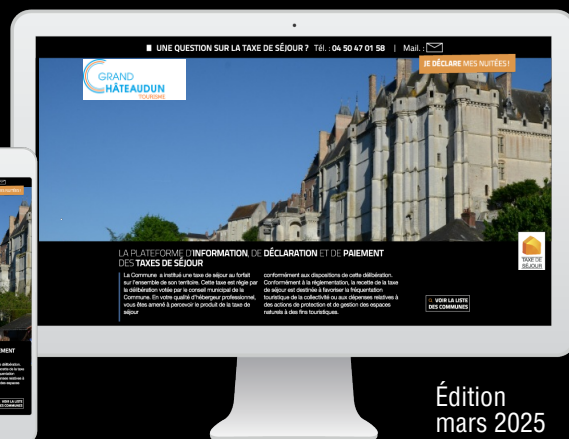 UNE QUESTION SUR LA TAXE DE SÉJOUR ? Tél. : 04 50 47 01 58 | Mail. :
JE DÉCLARE MES NUITÉES !
GRAND
CHÂTEAUDUN
TOURISME
LA PLATEFORME D'INFORMATION, DE DÉCLARATION ET DE PAIEMENT
DES TAXES DE SÉJOUR
La Commune a institué une taxe de séjour au forfait
sur l'ensemble de son territoire. Cette taxe est régie par
la délibération votée par le conseil municipal de la
Commune. En votre qualité d'hébergeur professionnel,
vous êtes amené à percevoir le produit de la taxe de
séjour
conformément aux dispositions de cette délibération.
Conformément à la réglementation, la recette de la taxe
de séjour est destinée à favoriser la fréquentation
touristique de la collectivité ou aux dépenses relatives à
des actions de protection et de gestion des espaces
naturels à des fins touristiques.
TAXE DE
SÉJOUR
VOIR LA LISTE
DES COMMUNES
VOIR LA LISTE
DES COMMUNES
Édition
mars 2025